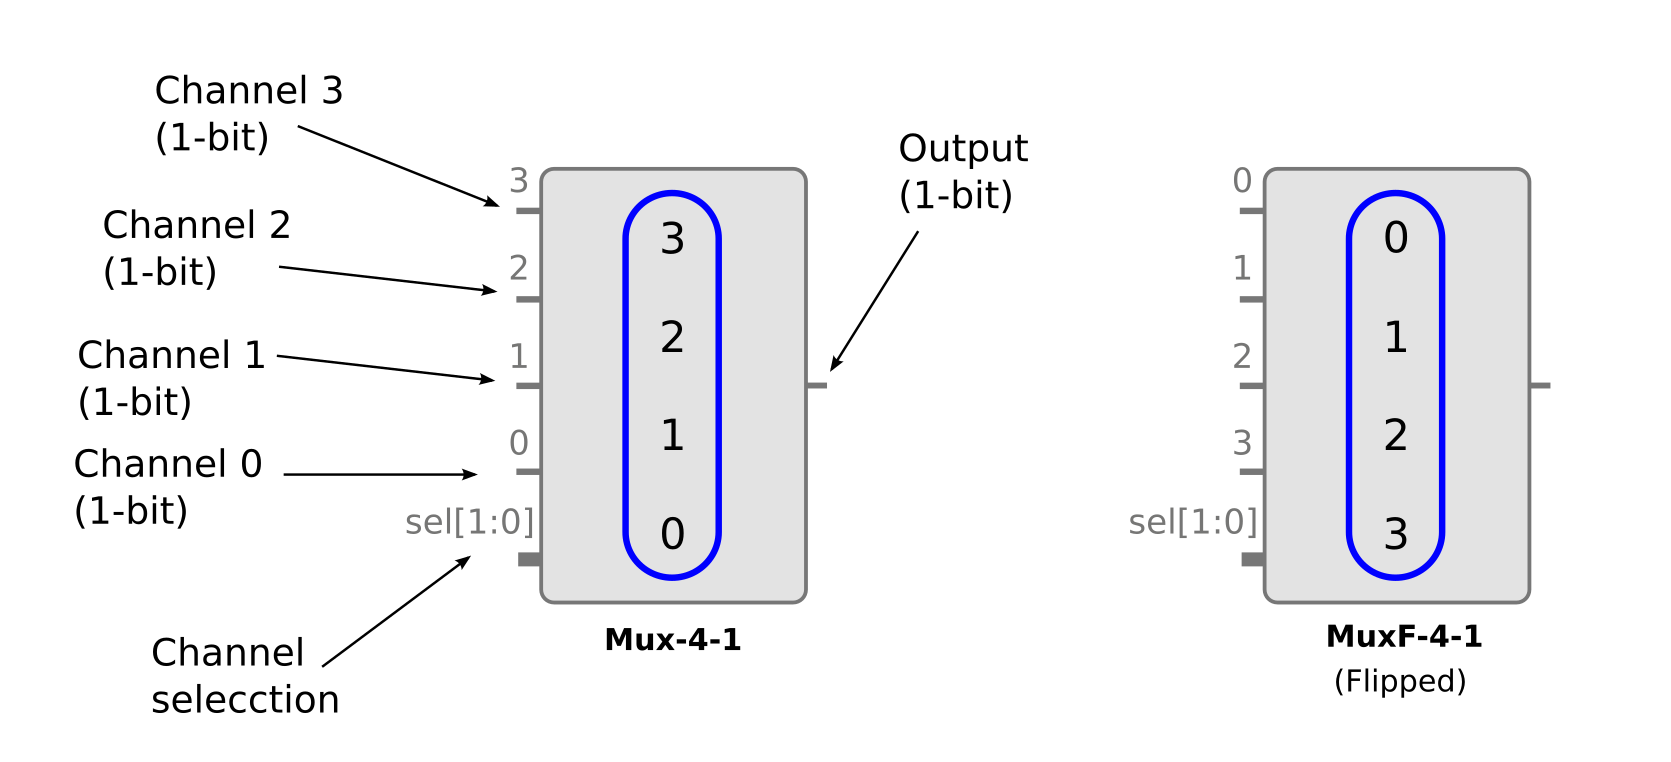 Channel 3
(1-bit)
Channel 2
(1-bit)
Channel 1
(1-bit)
Channel 0
(1-bit)
Channel
selecction
3
2
1
0
sel[1:0]
3
2
1
0
Mux-4-1
Output
(1-bit)
0
1
2
3
sel[1:0]
0
1
2
3
MuxF-4-1
(Flipped)